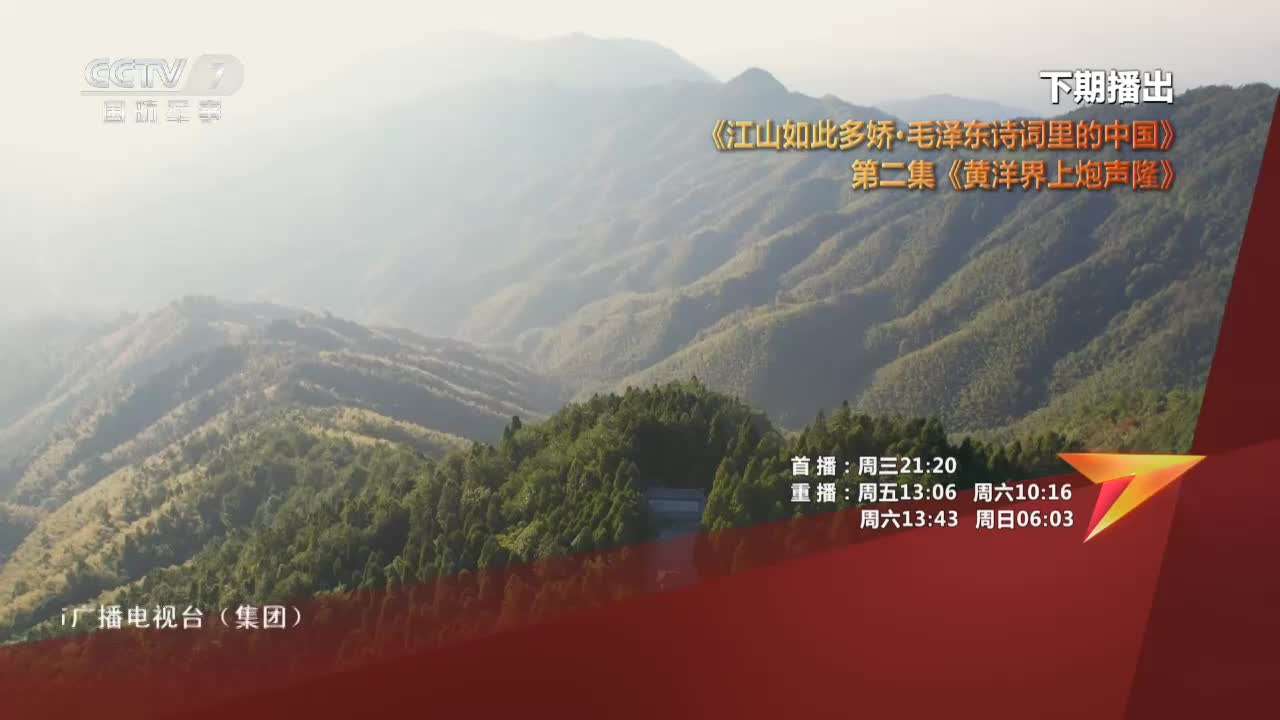 CCTV 7
国防军事
下期播出
《江山如此多娇·毛泽东诗词里的中国》
第二集《黄洋界上炮声隆》
首播：周三21:20
重播：周五13:06 周六10:16
周六13:43 周日06:03
广播电视台（集团）